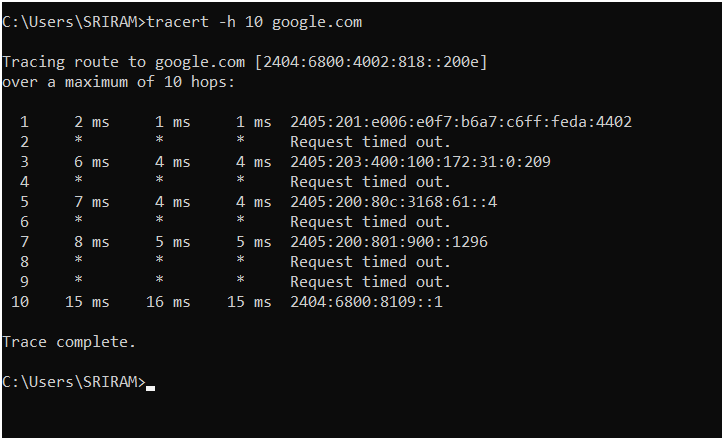 C:\Users\SRIRAM>tracert -h 10 google.com
Tracing route to google.com [2404:6800:4002:818::200e]
over a maximum of 10 hops:
1 2 ms 1 ms 1 ms 2405:201:e006:e0f7:b6a7:c6ff:feda:4402
2 * * * Request timed out.
3 6 ms 4 ms 4 ms 2405:203:400:100:172:31:0:209
4 * * * Request timed out.
5 7 ms 4 ms 4 ms 2405:200:80c:3168:61::4
6 * * * Request timed out.
7 8 ms 5 ms 5 ms 2405:200:801:900::1296
8 * * * Request timed out.
9 * * * Request timed out.
10 15 ms 16 ms 15 ms 2404:6800:8109::1
Trace complete.
C:\Users\SRIRAM>